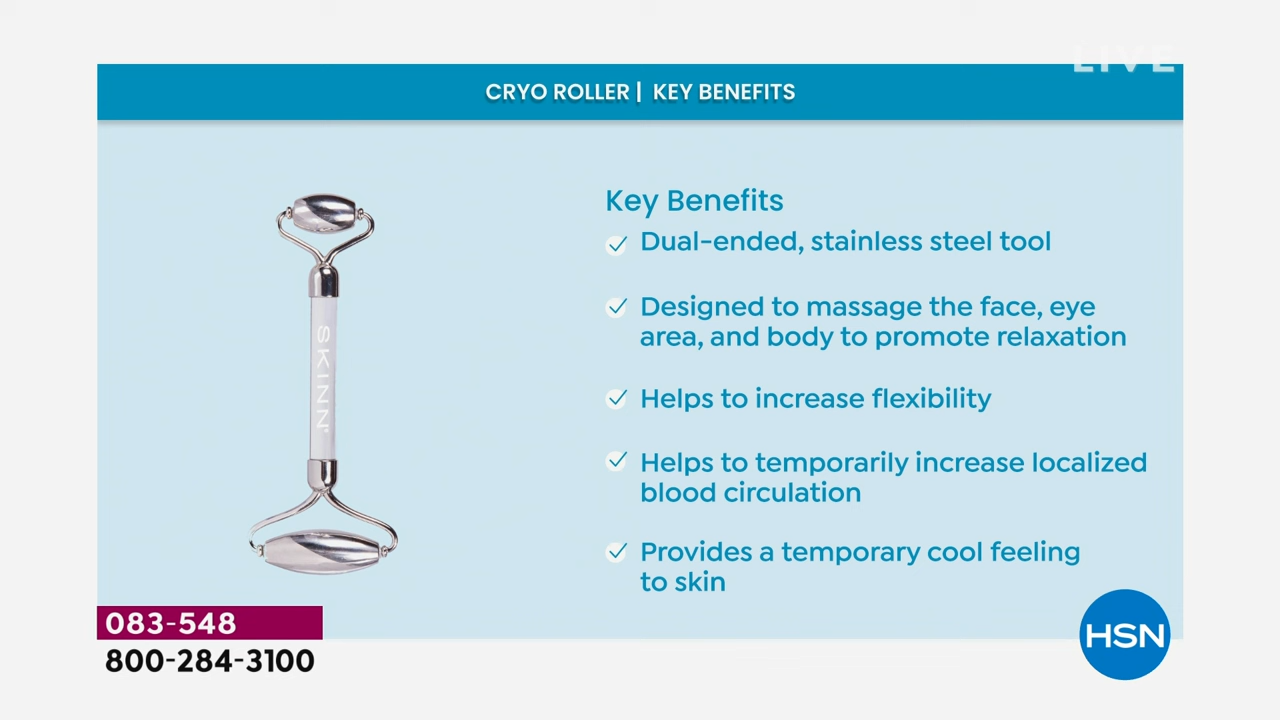 LIVE
CRYO ROLLER | KEY BENEFITS
Key Benefits
Dual-ended, stainless steel tool
Designed to massage the face, eye
area, and body to promote relaxation
Helps to increase flexibility
Helps to temporarily increase localized
blood circulation
Provides a temporary cool feeling
to skin
SKINN
083-548
800-284-3100
HSN